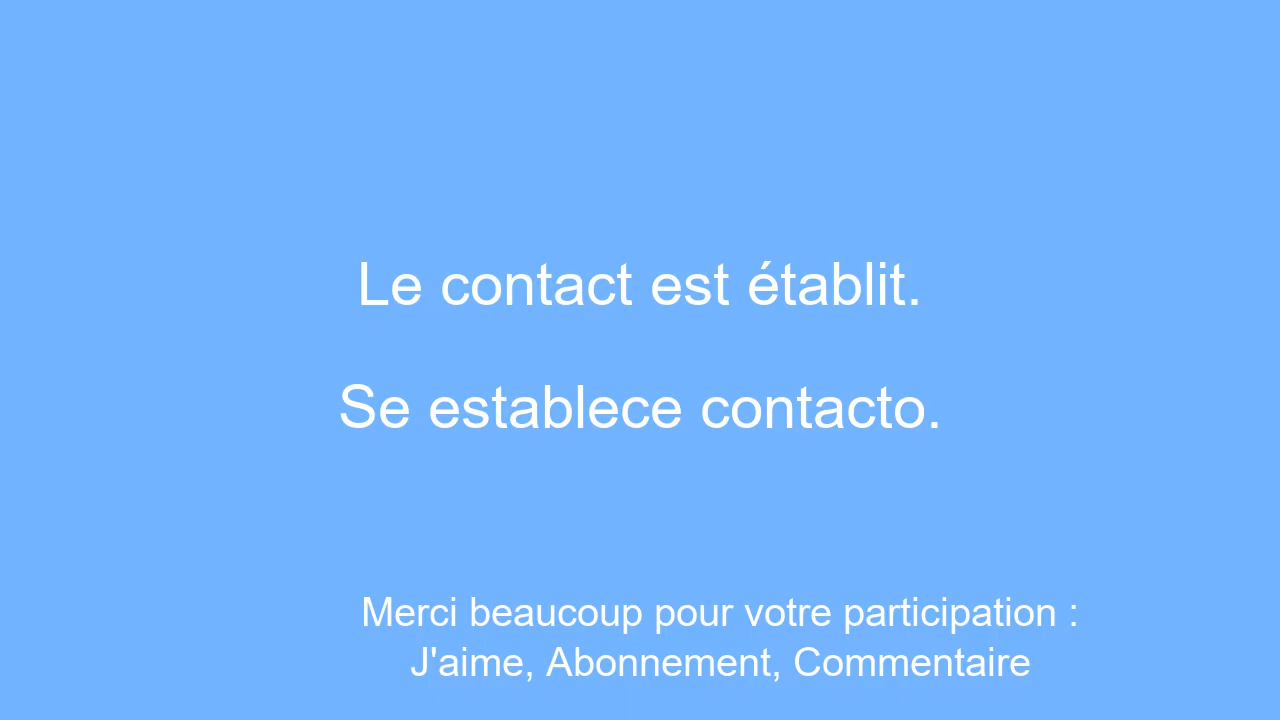 Le contact est établit.
Se establece contacto.
Merci beaucoup pour votre participation :
J'aime, Abonnement, Commentaire